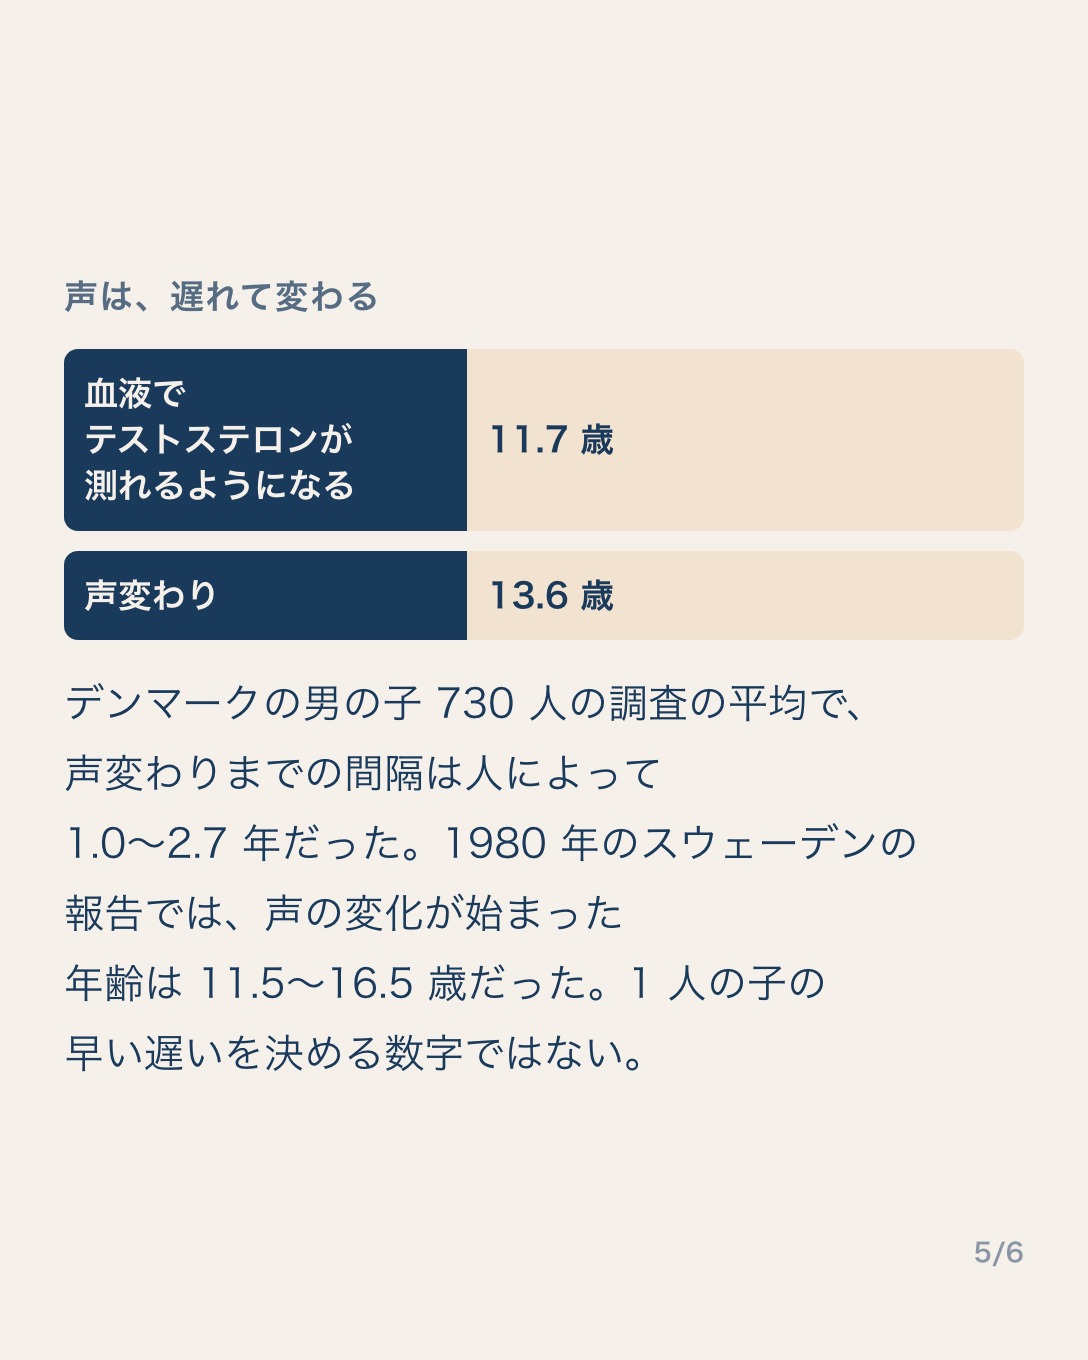 声は、遅れて変わる
血液で
テストステロンが
測れるようになる
11.7 歳
声変わり
13.6 歳
デンマークの男の子 730 人の調査の平均で、
声変わりまでの間隔は人によって
1.0〜2.7 年だった。1980 年のスウェーデンの
報告では、声の変化が始まった
年齢は 11.5〜16.5 歳だった。1 人の子の
早い遅いを決める数字ではない。
5/6